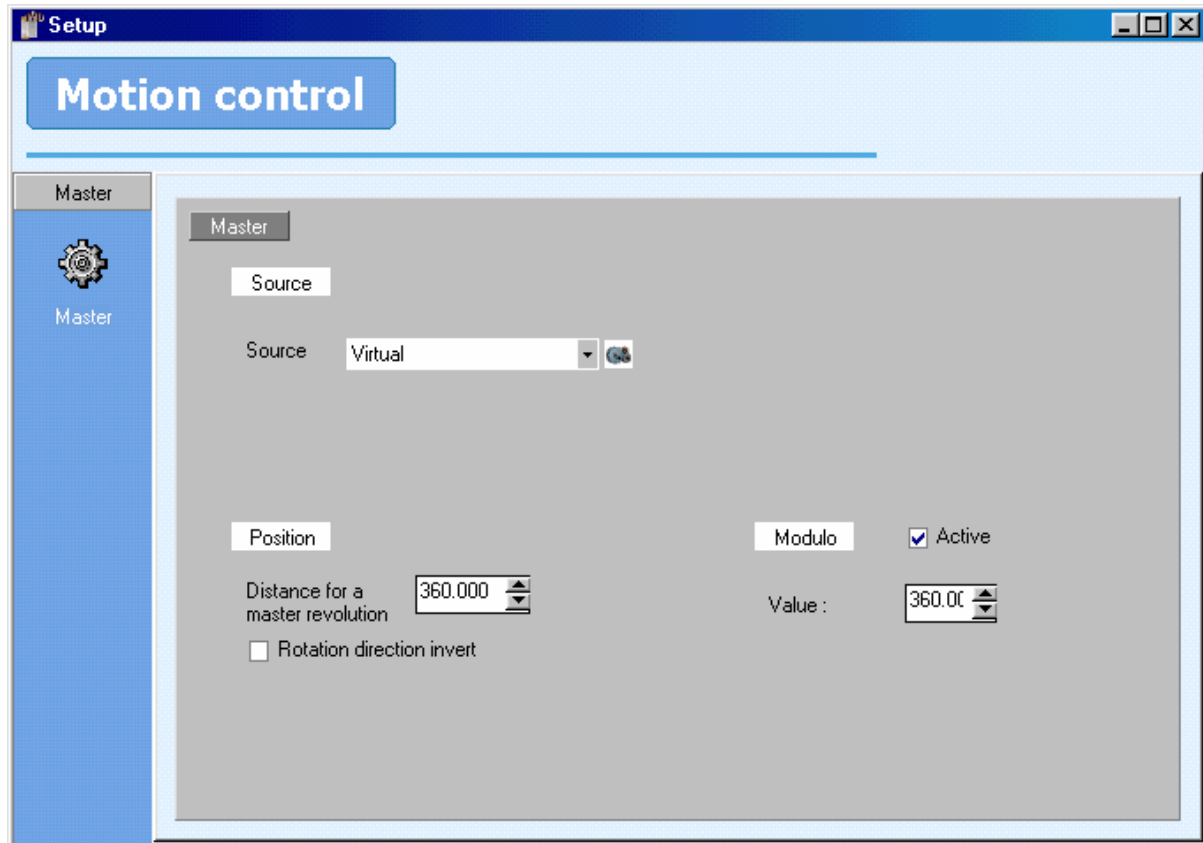 Setup
Motion control
Master
Master
Master
Source
Source Virtual
Position
Modulo Active
Distance for a
master revolution
360.000
Value : 360.00
Rotation direction invert